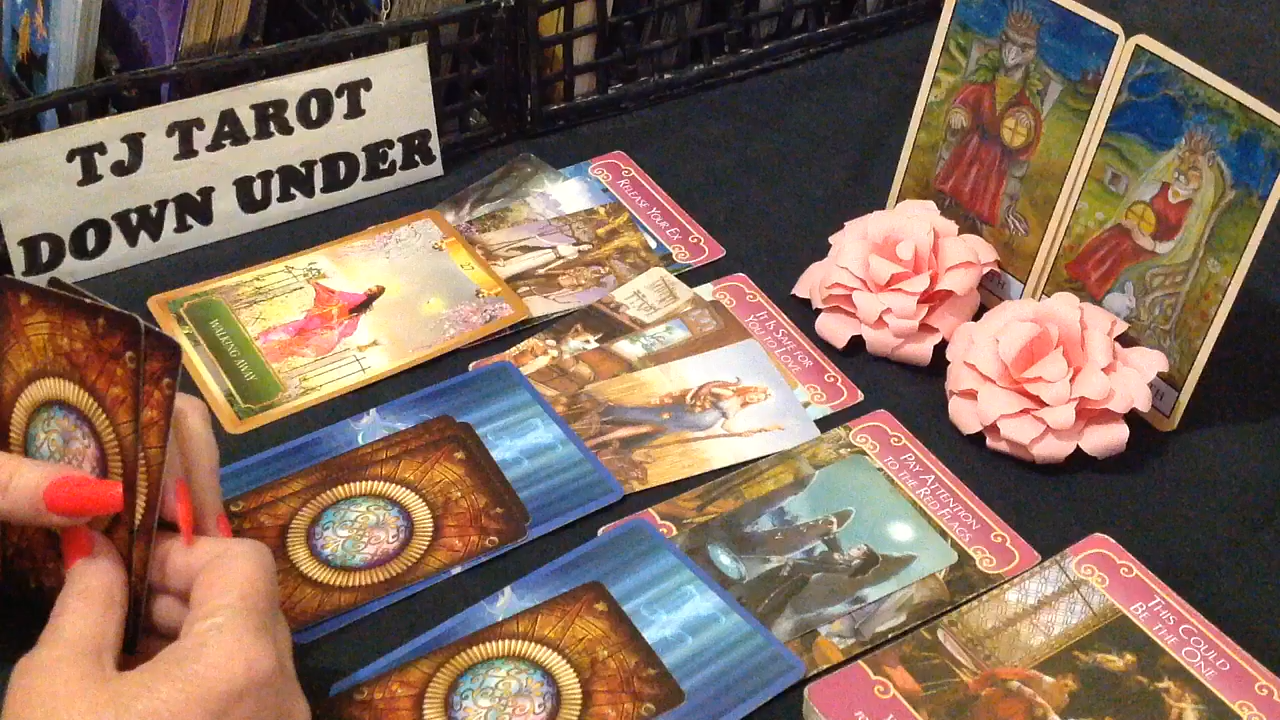 TJ TAROT
DOWN UNDER
RELEASE YOUR EX
27
WALKING AWAY
IT IS SAFE FOR
YOU TO LOVE
PAY ATTENTION
TO THE RED FLAGS
THIS COULD
BE THE ONE